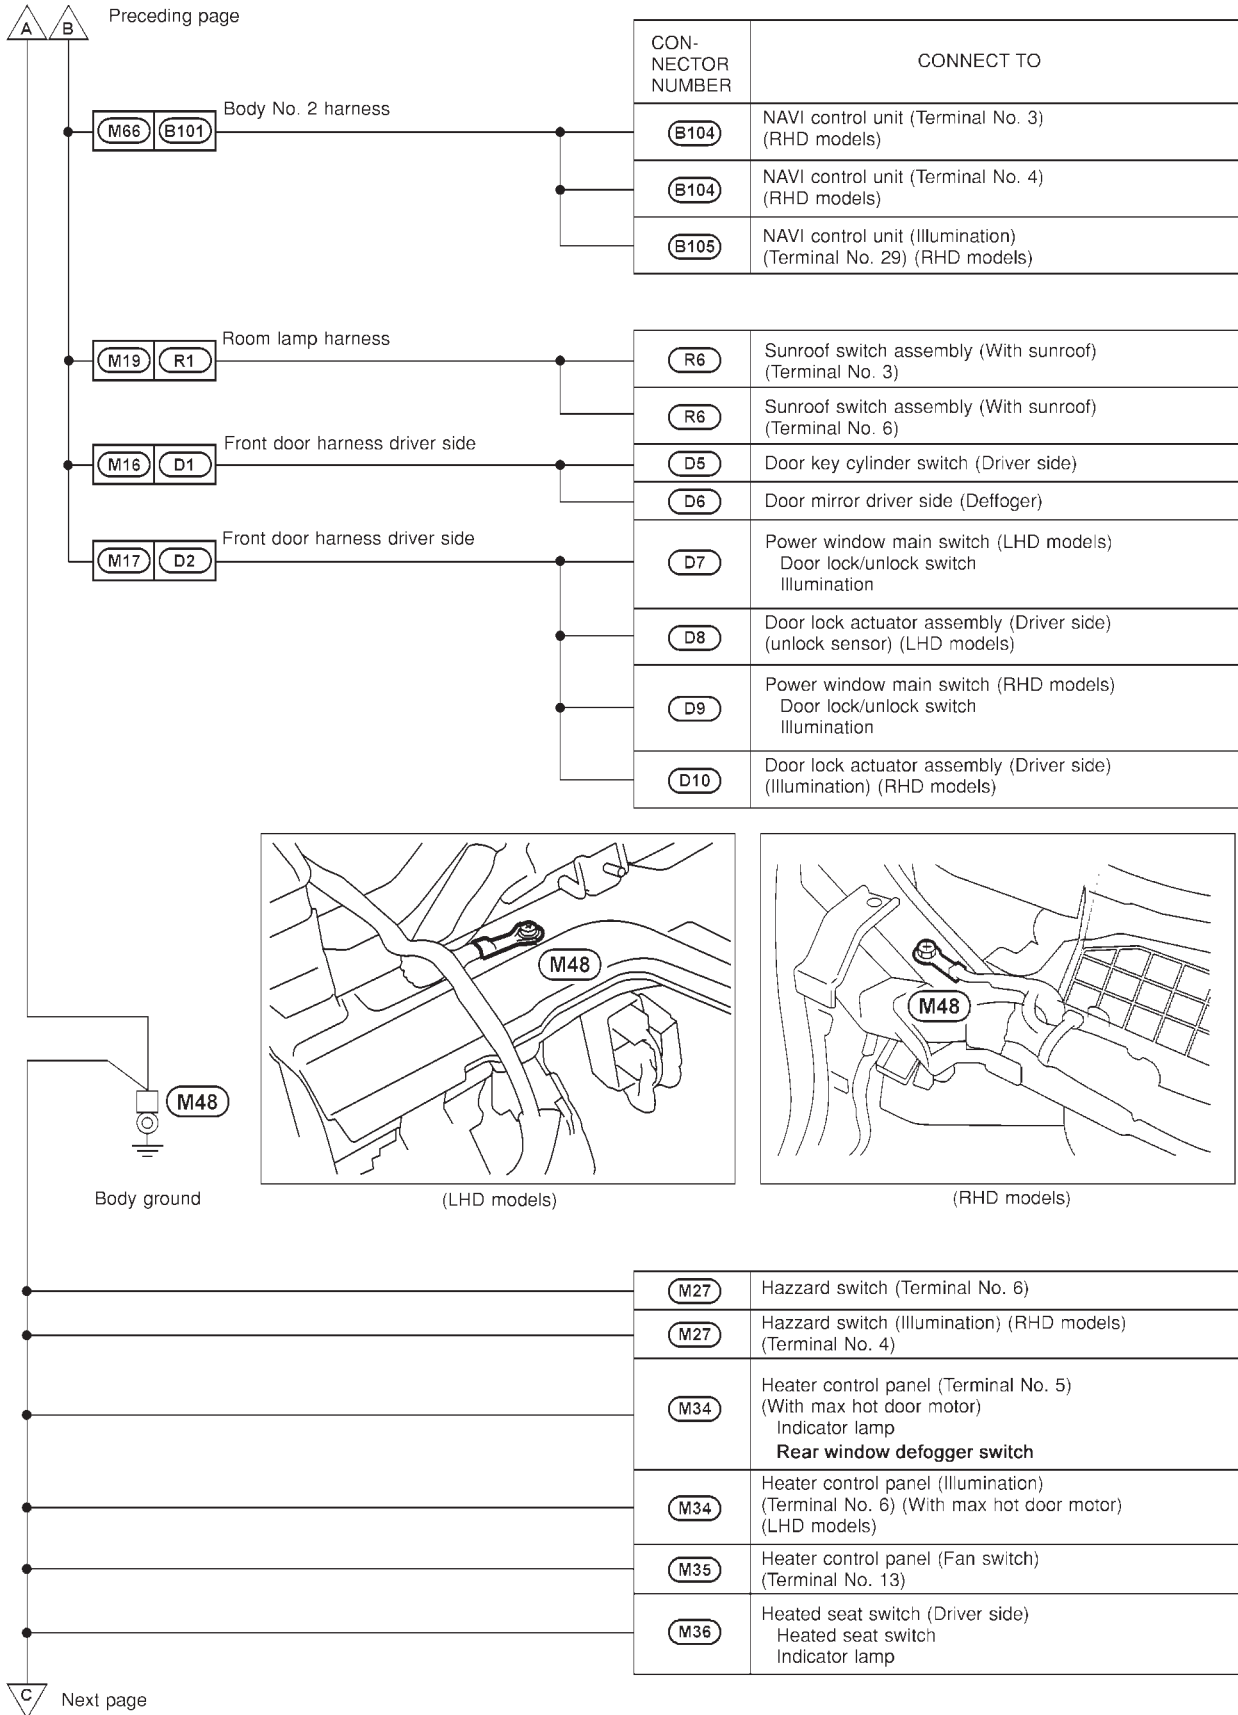 A B Preceding page
CON-
NECTOR
NUMBER
CONNECT TO
M66 B101 Body No. 2 harness
B104 NAVI control unit (Terminal No. 3)
(RHD models)
B104 NAVI control unit (Terminal No. 4)
(RHD models)
B105 NAVI control unit (Illumination)
(Terminal No. 29) (RHD models)
M19 R1 Room lamp harness
R6 Sunroof switch assembly (With sunroof)
(Terminal No. 3)
R6 Sunroof switch assembly (With sunroof)
(Terminal No. 6)
M16 D1 Front door harness driver side
D5 Door key cylinder switch (Driver side)
D6 Door mirror driver side (Deffoger)
M17 D2 Front door harness driver side
D7 Power window main switch (LHD models)
Door lock/unlock switch
Illumination
D8 Door lock actuator assembly (Driver side)
(unlock sensor) (LHD models)
D9 Power window main switch (RHD models)
Door lock/unlock switch
Illumination
D10 Door lock actuator assembly (Driver side)
(Illumination) (RHD models)
M48
M48
M48
Body ground
(LHD models)
(RHD models)
M27 Hazzard switch (Terminal No. 6)
M27 Hazzard switch (Illumination) (RHD models)
(Terminal No. 4)
M34 Heater control panel (Terminal No. 5)
(With max hot door motor)
Indicator lamp
Rear window defogger switch
M34 Heater control panel (Illumination)
(Terminal No. 6) (With max hot door motor)
(LHD models)
M35 Heater control panel (Fan switch)
(Terminal No. 13)
M36 Heated seat switch (Driver side)
Heated seat switch
Indicator lamp
C Next page